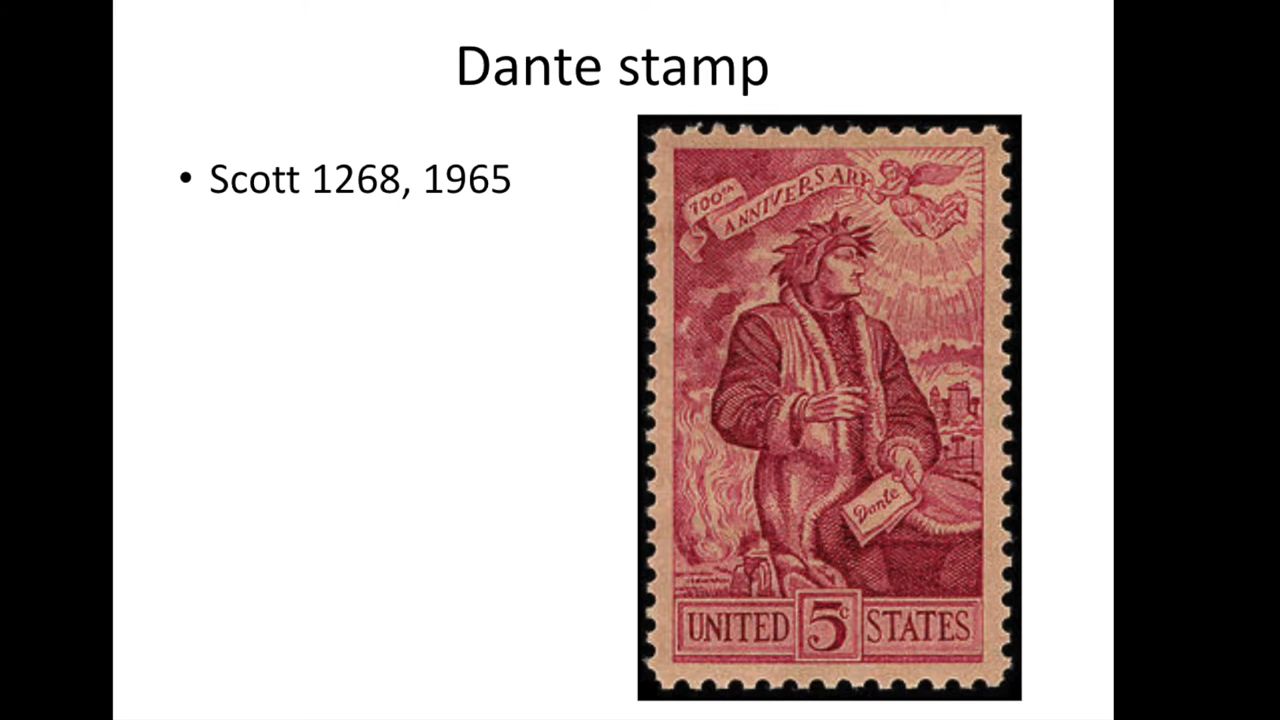 Dante stamp
• Scott 1268, 1965
700th
ANNIVERSARY
Dante
UNITED 5c STATES